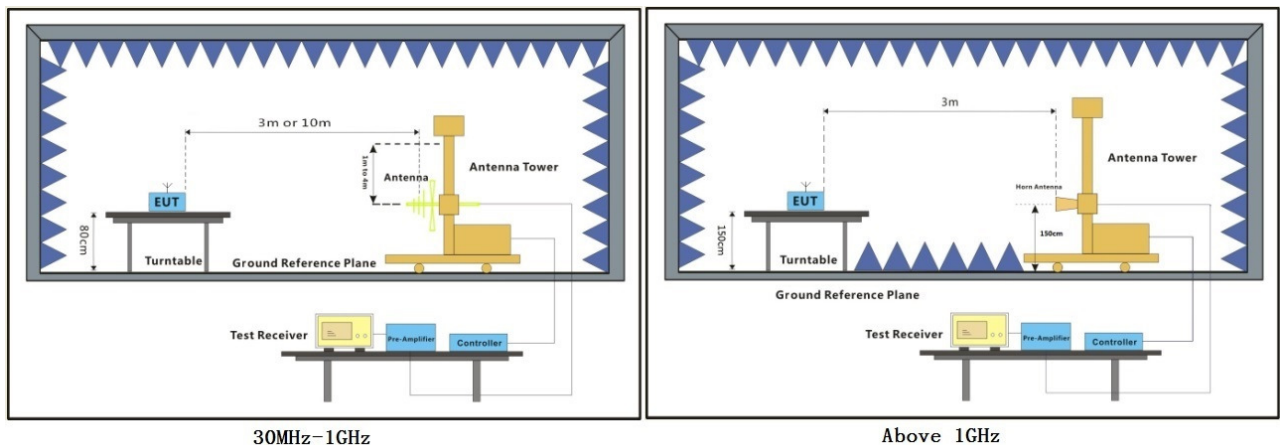 3m or 10m
1m to 4m
Antenna
Antenna Tower
EUT
80cm
Turntable
Ground Reference Plane
Test Receiver
Pre-Amplifier
Controller
30MHz-1GHz
3m
Antenna Tower
Horn Antenna
EUT
150cm
150cm
Turntable
Ground Reference Plane
Test Receiver
Pre-Amplifier
Controller
Above 1GHz